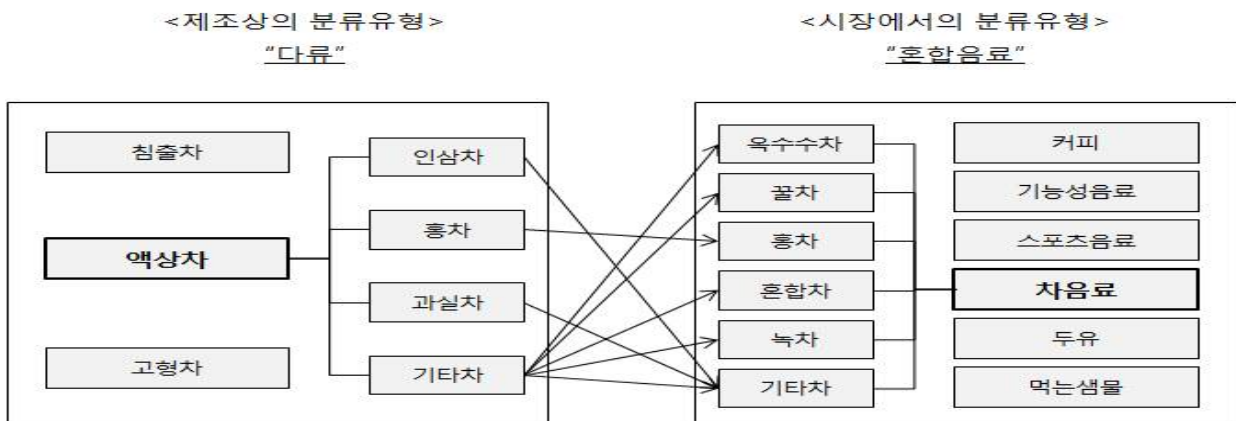 <제조상의 분류유형>
"다류"
침출차
액상차
고형차
인삼차
홍차
과실차
기타차
<시장에서의 분류유형>
"혼합음료"
옥수수차
꿀차
홍차
혼합차
녹차
기타차
커피
기능성음료
스포츠음료
차음료
두유
먹는샘물